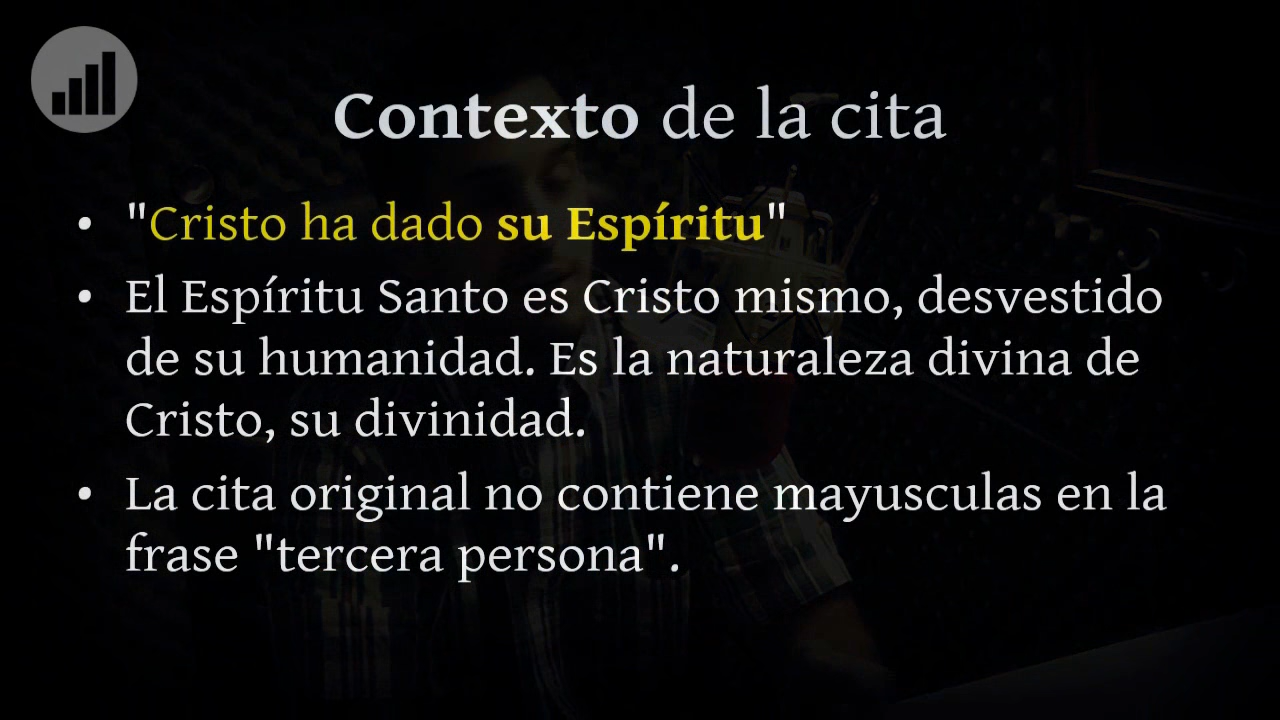 Contexto de la cita
• "Cristo ha dado su Espíritu"
• El Espíritu Santo es Cristo mismo, desvestido
de su humanidad. Es la naturaleza divina de
Cristo, su divinidad.
• La cita original no contiene mayusculas en la
frase "tercera persona".